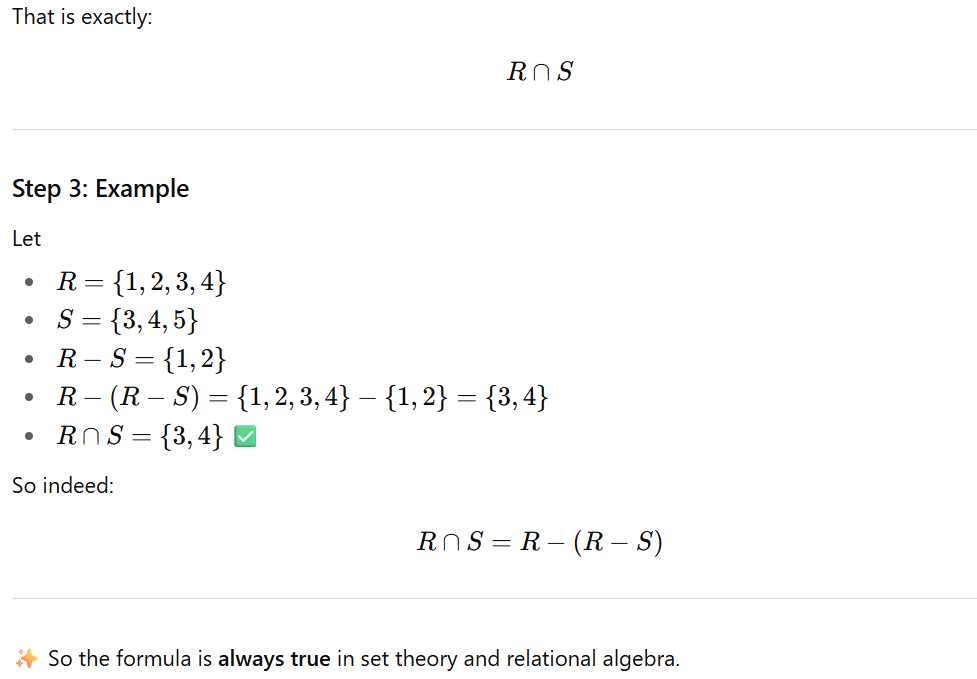 That is exactly:
R ∩ S
Step 3: Example
Let
• R = {1, 2, 3, 4}
• S = {3, 4, 5}
• R − S = {1, 2}
• R − (R − S) = {1, 2, 3, 4} − {1, 2} = {3, 4}
• R ∩ S = {3, 4} ✅
So indeed:
R ∩ S = R − (R − S)
✨ So the formula is always true in set theory and relational algebra.